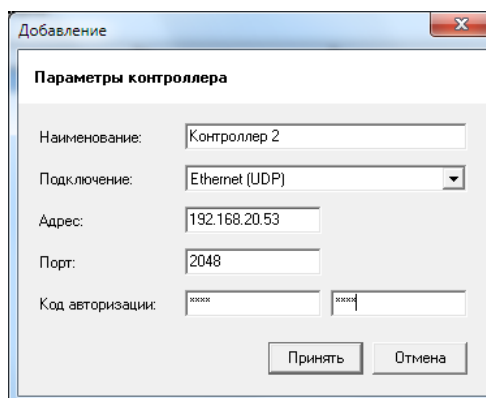 Добавление
Параметры контроллера
Наименование: Контроллер 2
Подключение: Ethernet (UDP)
Адрес: 192.168.20.53
Порт: 2048
Код авторизации: **** ****
Принять Отмена